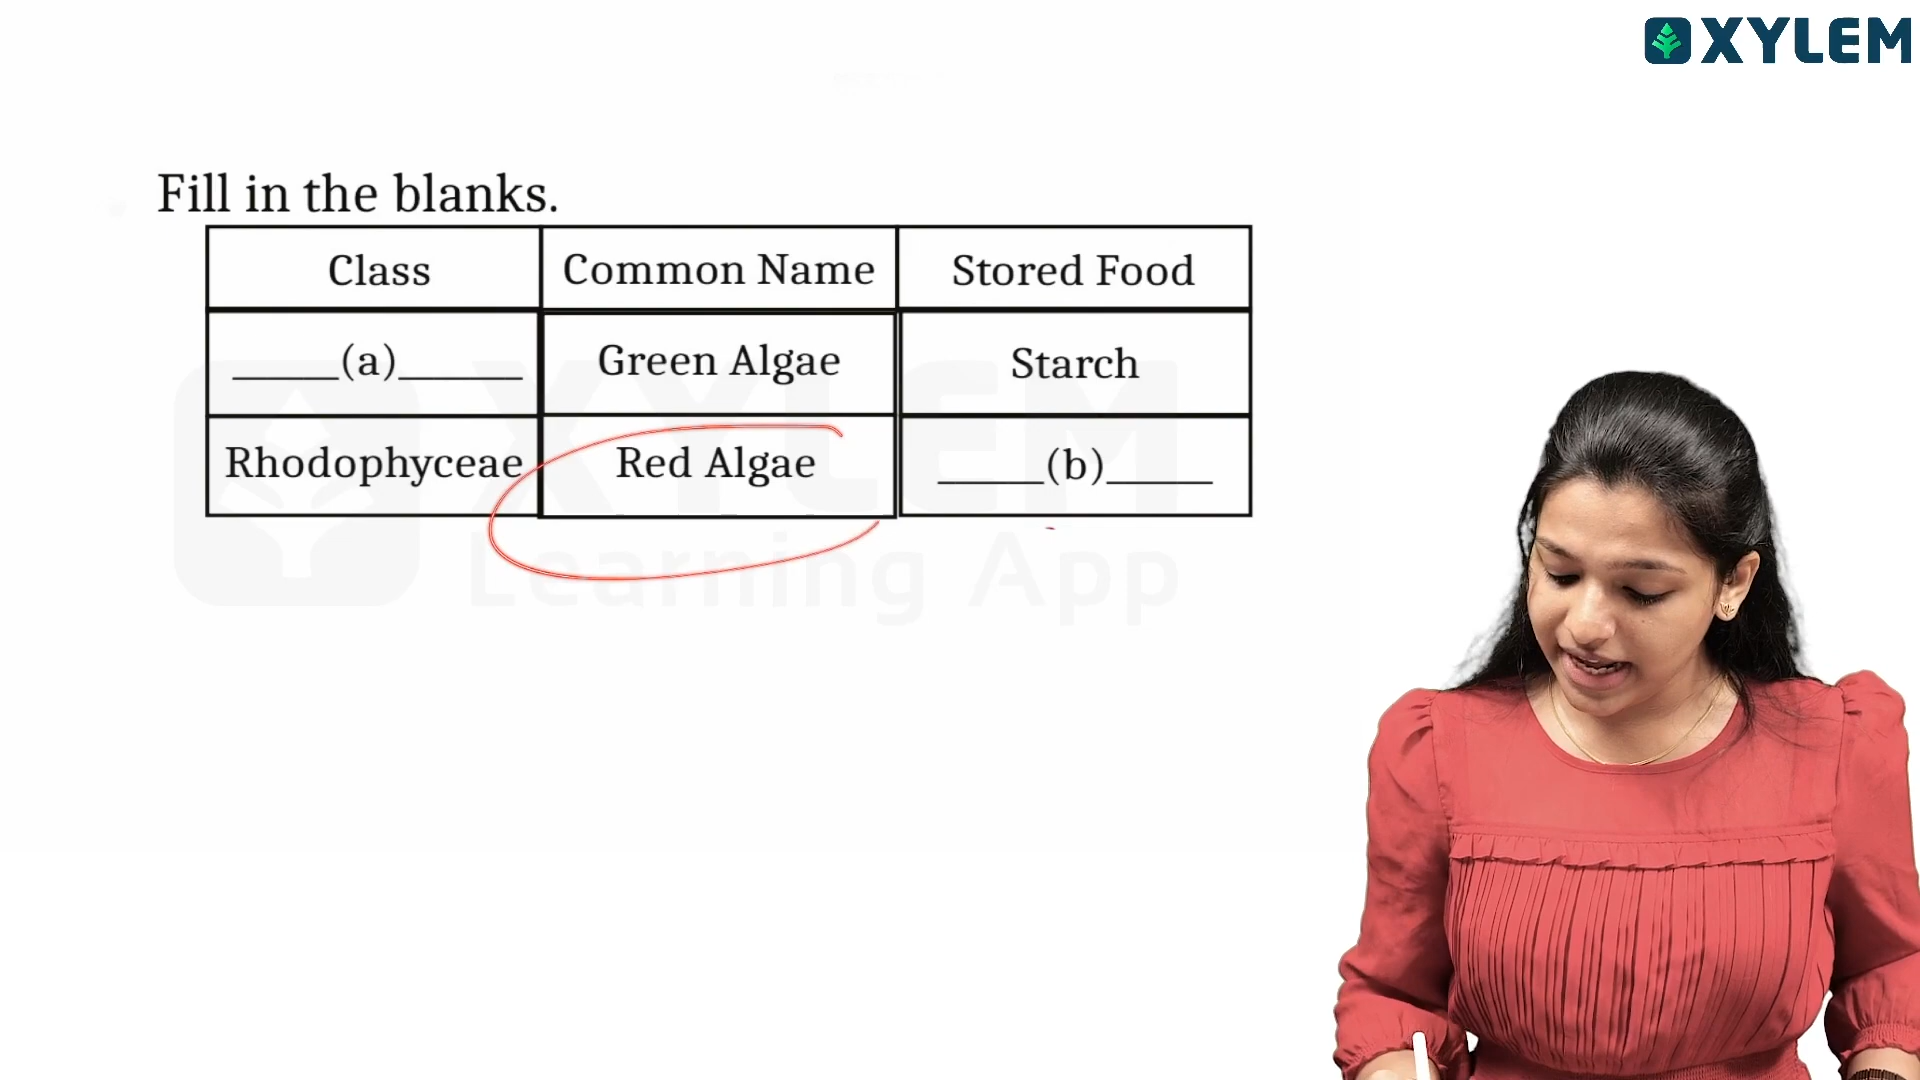 XYLEM
Fill in the blanks.
Class Common Name Stored Food
_____(a)______ Green Algae Starch
Rhodophyceae Red Algae _____(b)_____
XYLEM
Learning App